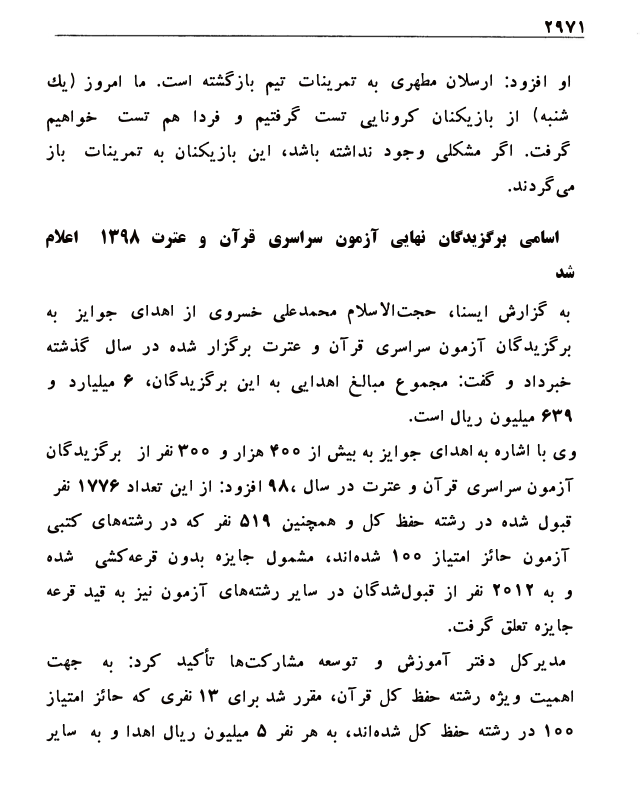 ۲۹۷۱
او افزود: ارسلان مطهری به تمرینات تیم بازگشته است. ما امروز (یك
شنبه) از بازیکنان کرونایی تست گرفتیم و فردا هم تست خواهیم
گرفت. اگر مشکلی وجود نداشته باشد، این بازیکنان به تمرینات باز
می‌گردند.
اسامی برگزیدگان نهایی آزمون سراسری قرآن و عترت ۱۳۹۸ اعلام
شد
به گزارش ایسنا، حجت‌الاسلام محمدعلی خسروی از اهدای جوایز به
برگزیدگان آزمون سراسری قرآن و عترت برگزار شده در سال گذشته
خبرداد و گفت: مجموع مبالغ اهدایی به این برگزیدگان، ۶ میلیارد و
۶۳۹ میلیون ریال است.
وی با اشاره به اهدای جوایز به بیش از ۴۰۰ هزار و ۳۰۰ نفر از برگزیدگان
آزمون سراسری قرآن و عترت در سال ،۹۸ افزود: از این تعداد ۱۷۷۶ نفر
قبول شده در رشته حفظ کل و همچنین ۵۱۹ نفر که در رشته‌های کتبی
آزمون حائز امتیاز ۱۰۰ شده‌اند، مشمول جایزه بدون قرعه‌کشی شده
و به ۲۰۱۲ نفر از قبول‌شدگان در سایر رشته‌های آزمون نیز به قید قرعه
جایزه تعلق گرفت.
مدیرکل دفتر آموزش و توسعه مشارکت‌ها تأکید کرد: به جهت
اهمیت ویژه رشته حفظ کل قرآن، مقرر شد برای ۱۳ نفری که حائز امتیاز
۱۰۰ در رشته حفظ کل شده‌اند، به هر نفر ۵ میلیون ریال اهدا و به سایر